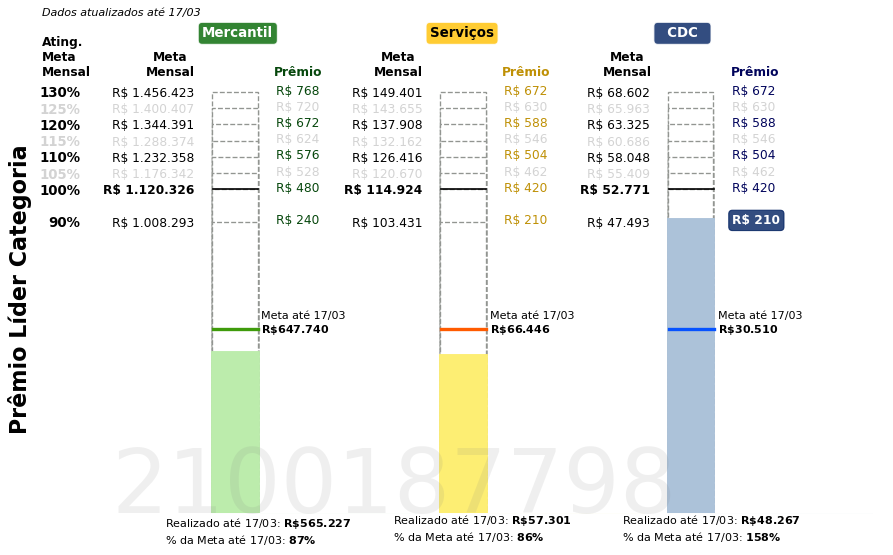 Dados atualizados até 17/03
Mercantil Serviços CDC
Ating. Meta Mensal Meta Mensal Prêmio Meta Mensal Prêmio Meta Mensal Prêmio
130% R$ 1.456.423 R$ 768 R$ 149.401 R$ 672 R$ 68.602 R$ 672
125% R$ 1.400.407 R$ 720 R$ 143.655 R$ 630 R$ 65.963 R$ 630
120% R$ 1.344.391 R$ 672 R$ 137.908 R$ 588 R$ 63.325 R$ 588
115% R$ 1.288.374 R$ 624 R$ 132.162 R$ 546 R$ 60.686 R$ 546
110% R$ 1.232.358 R$ 576 R$ 126.416 R$ 504 R$ 58.048 R$ 504
105% R$ 1.176.342 R$ 528 R$ 120.670 R$ 462 R$ 55.409 R$ 462
100% R$ 1.120.326 R$ 480 R$ 114.924 R$ 420 R$ 52.771 R$ 420
90% R$ 1.008.293 R$ 240 R$ 103.431 R$ 210 R$ 47.493 R$ 210
Prêmio Líder Categoria
Meta até 17/03 Meta até 17/03 Meta até 17/03
R$647.740 R$66.446 R$30.510
2100187798
Realizado até 17/03: R$565.227 Realizado até 17/03: R$57.301 Realizado até 17/03: R$48.267
% da Meta até 17/03: 87% % da Meta até 17/03: 86% % da Meta até 17/03: 158%